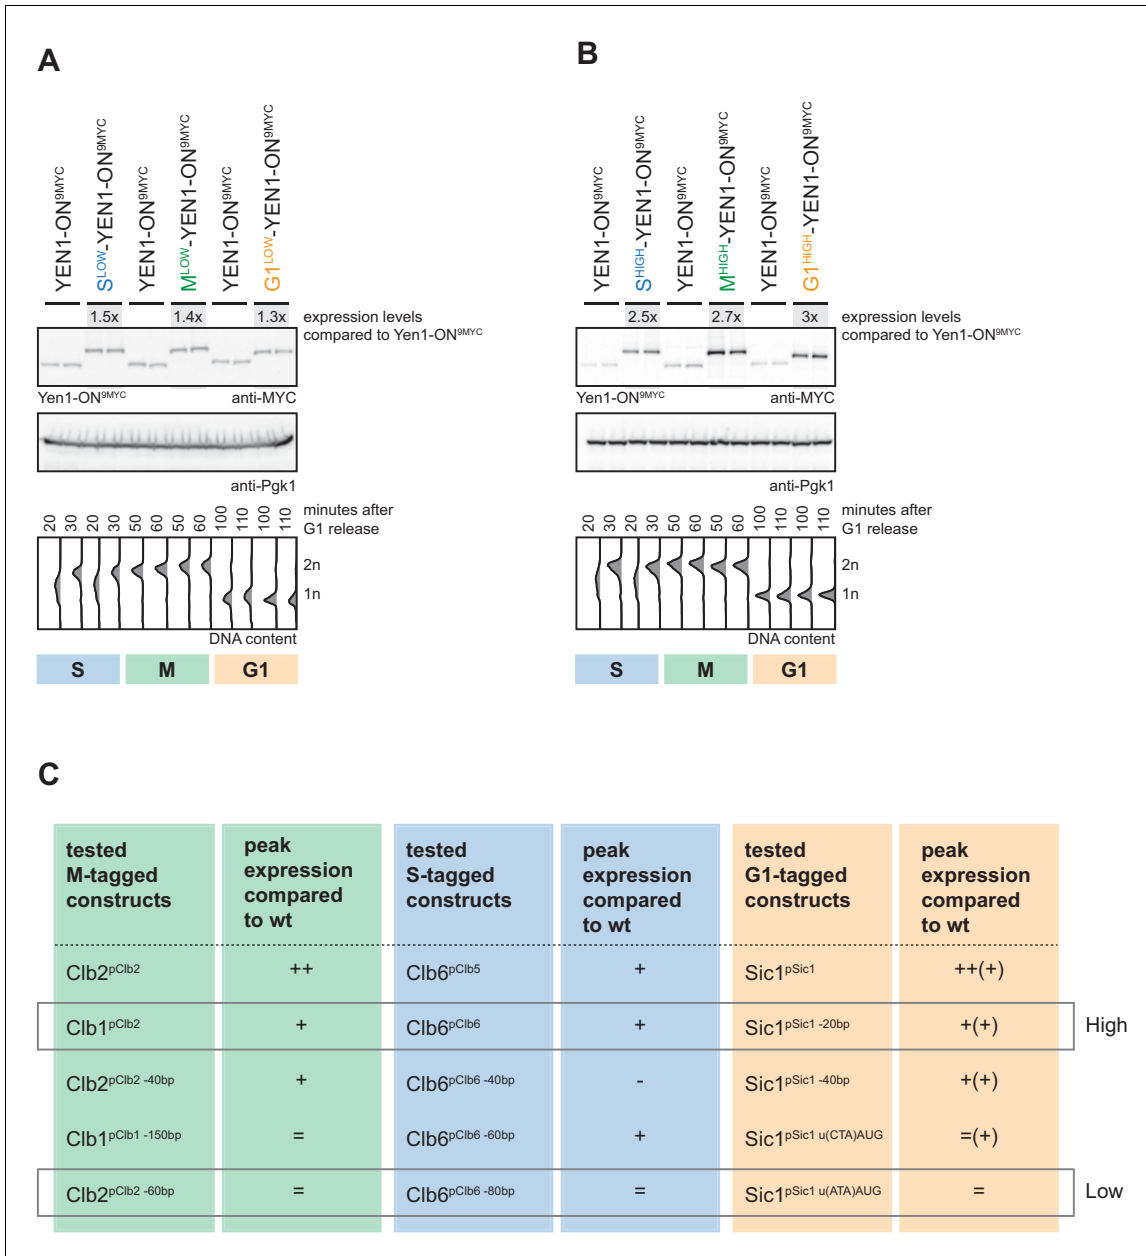 A
YEN1-ON9MYC
SLOW-YEN1-ON9MYC
YEN1-ON9MYC
MLOW-YEN1-ON9MYC
YEN1-ON9MYC
G1LOW-YEN1-ON9MYC
1.5x 1.4x 1.3x
expression levels
compared to Yen1-ON9MYC
Yen1-ON9MYC anti-MYC
anti-Pgk1
20 30 20 30 50 60 50 60 100 110 100 110
minutes after
G1 release
2n
1n
DNA content
S M G1
B
YEN1-ON9MYC
SHIGH-YEN1-ON9MYC
YEN1-ON9MYC
MHIGH-YEN1-ON9MYC
YEN1-ON9MYC
G1HIGH-YEN1-ON9MYC
2.5x 2.7x 3x
expression levels
compared to Yen1-ON9MYC
Yen1-ON9MYC anti-MYC
anti-Pgk1
20 30 20 30 50 60 50 60 100 110 100 110
minutes after
G1 release
2n
1n
DNA content
S M G1
C
tested
M-tagged
constructs
peak
expression
compared
to wt
tested
S-tagged
constructs
peak
expression
compared
to wt
tested
G1-tagged
constructs
peak
expression
compared
to wt
Clb2pClb2 ++ Clb6pClb5 + Sic1pSic1 ++(+)
Clb1pClb2 + Clb6pClb6 + Sic1pSic1 -20bp +(+) High
Clb2pClb2 -40bp + Clb6pClb6 -40bp - Sic1pSic1 -40bp +(+)
Clb1pClb1 -150bp = Clb6pClb6 -60bp + Sic1pSic1 u(CTA)AUG =(+)
Clb2pClb2 -60bp = Clb6pClb6 -80bp = Sic1pSic1 u(ATA)AUG = Low